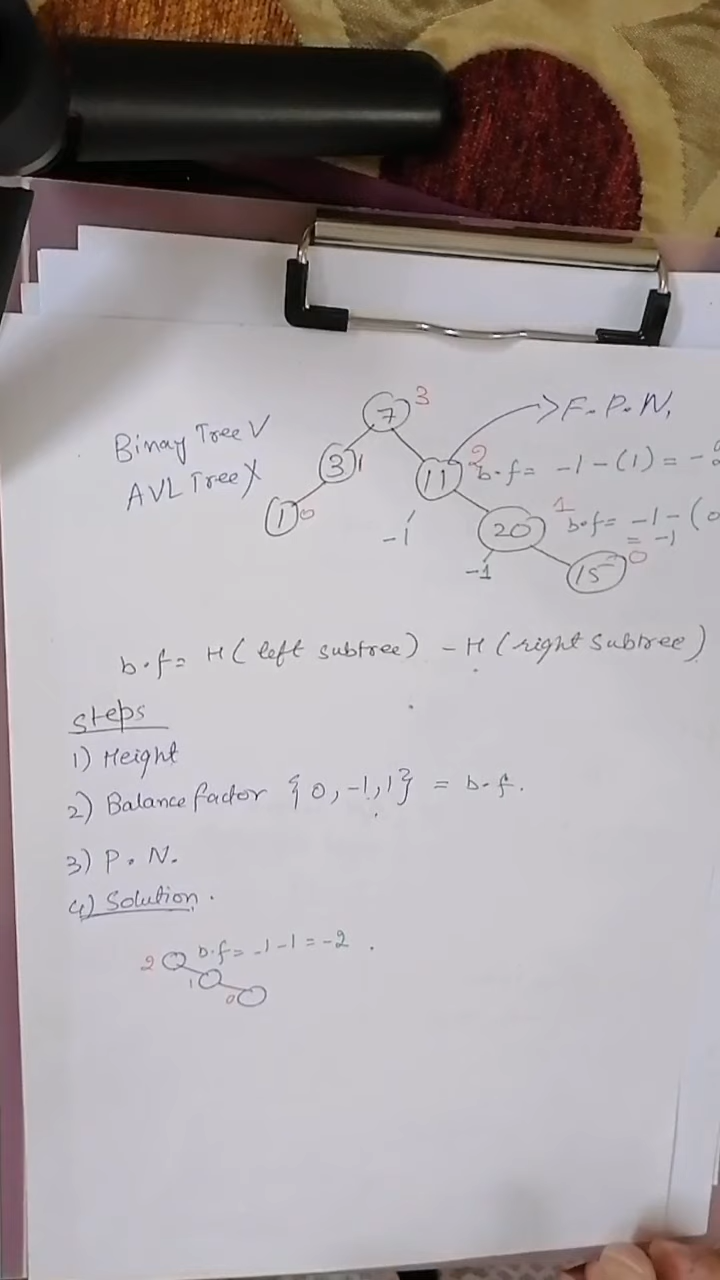 7 3
>F.P.N.
Binay Tree V
3 1
11 2
b.f = -1-(1) = -2
AVL Tree X
1 0
-1
20 1
b.f = -1-(0
= -1
-1
15 0
b.f = H(left subtree) - H(right subtree)
Steps
1) Height
2) Balance factor {0,-1,1} = b.f.
3) P.N.
4) Solution.
2 b.f = -1-1 = -2.
1
0